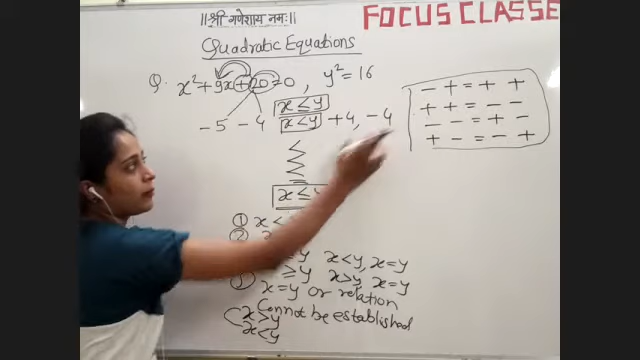 ॥श्री गणेशाय नमः॥
FOCUS CLASSE
Quadratic Equations
Q. x² + 9x + 20 = 0 , y² = 16
x ≤ y
- 5 - 4 x < y + 4, - 4
x ≤ y
- + = + +
+ + = - -
- - = + -
+ - = - +
① x <
②
y x < y, x = y
≥ y x > y x = y
x = y or relation
Cannot be established
x > y
x < y